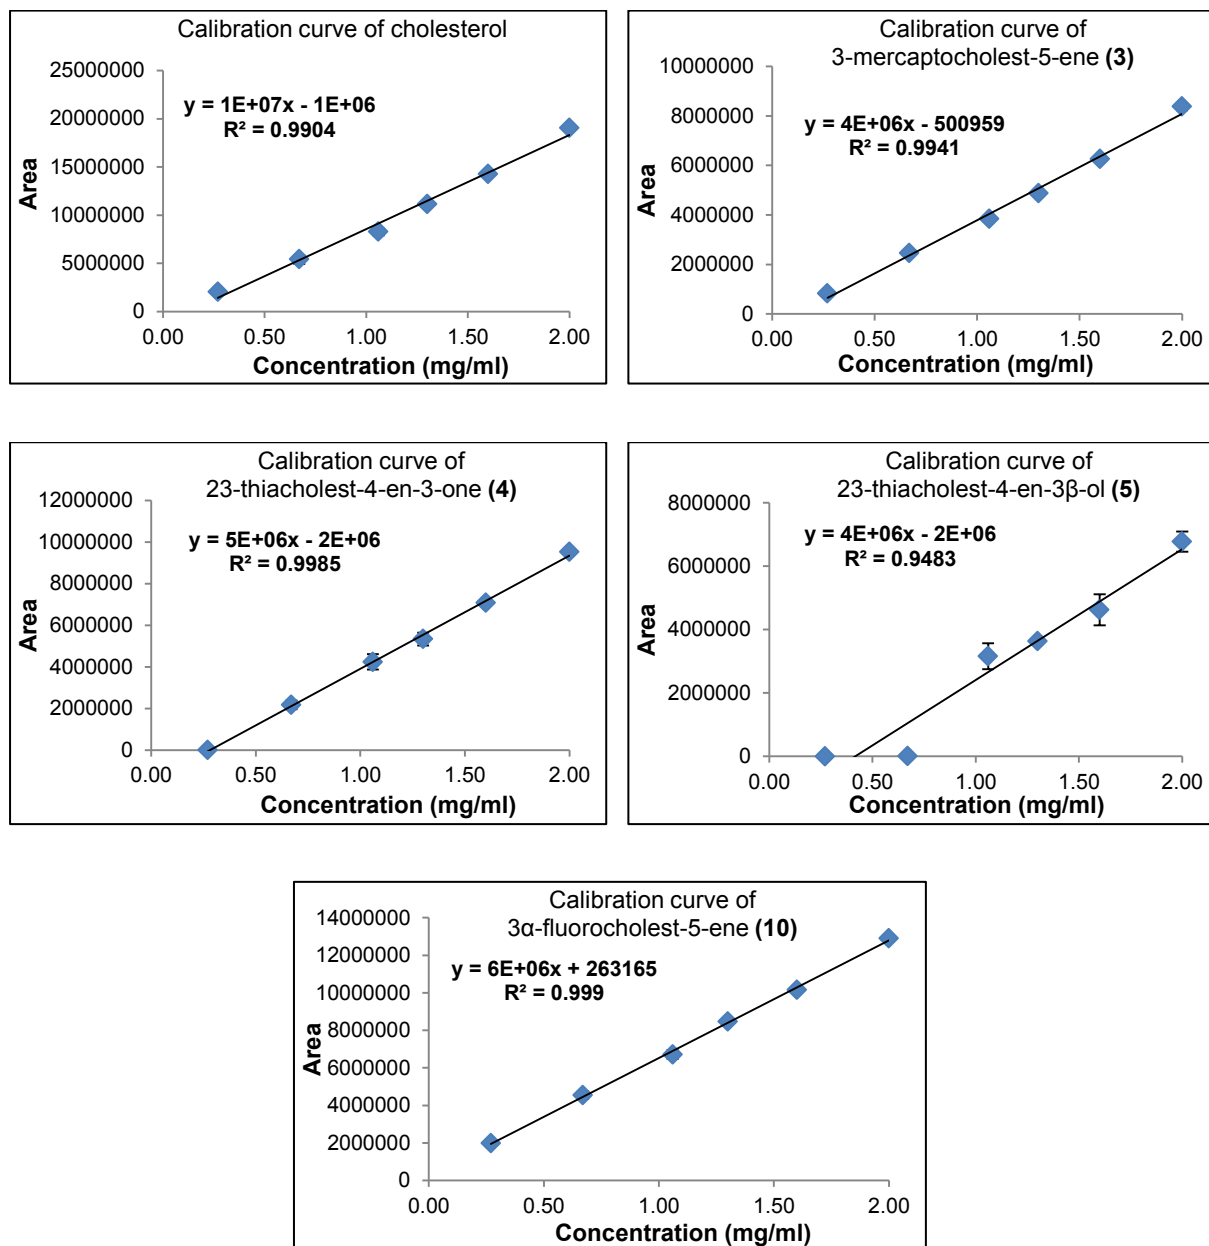 Calibration curve of cholesterol
25000000
20000000
15000000
10000000
5000000
0
Area
y = 1E+07x - 1E+06
R² = 0.9904
0.00 0.50 1.00 1.50 2.00
Concentration (mg/ml)
Calibration curve of
3-mercaptocholest-5-ene (3)
10000000
8000000
6000000
4000000
2000000
0
Area
y = 4E+06x - 500959
R² = 0.9941
0.00 0.50 1.00 1.50 2.00
Concentration (mg/ml)
Calibration curve of
23-thiacholest-4-en-3-one (4)
12000000
10000000
8000000
6000000
4000000
2000000
0
Area
y = 5E+06x - 2E+06
R² = 0.9985
0.00 0.50 1.00 1.50 2.00
Concentration (mg/ml)
Calibration curve of
23-thiacholest-4-en-3β-ol (5)
8000000
6000000
4000000
2000000
0
Area
y = 4E+06x - 2E+06
R² = 0.9483
0.00 0.50 1.00 1.50 2.00
Concentration (mg/ml)
Calibration curve of
3α-fluorocholest-5-ene (10)
14000000
12000000
10000000
8000000
6000000
4000000
2000000
0
Area
y = 6E+06x + 263165
R² = 0.999
0.00 0.50 1.00 1.50 2.00
Concentration (mg/ml)